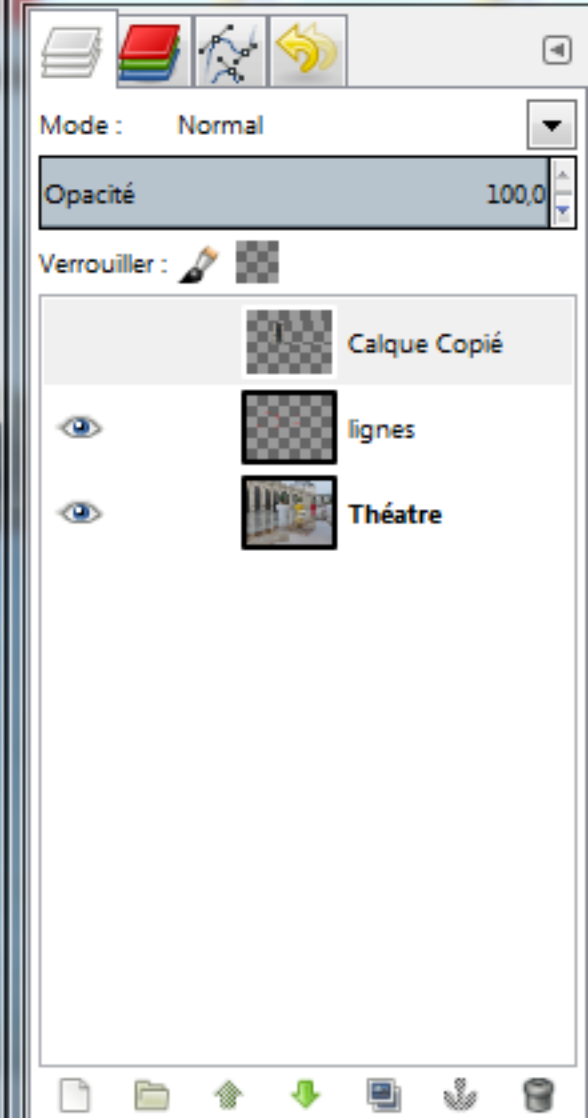 Mode : Normal
Opacité 100,0
Verrouiller :
Calque Copié
lignes
Théatre